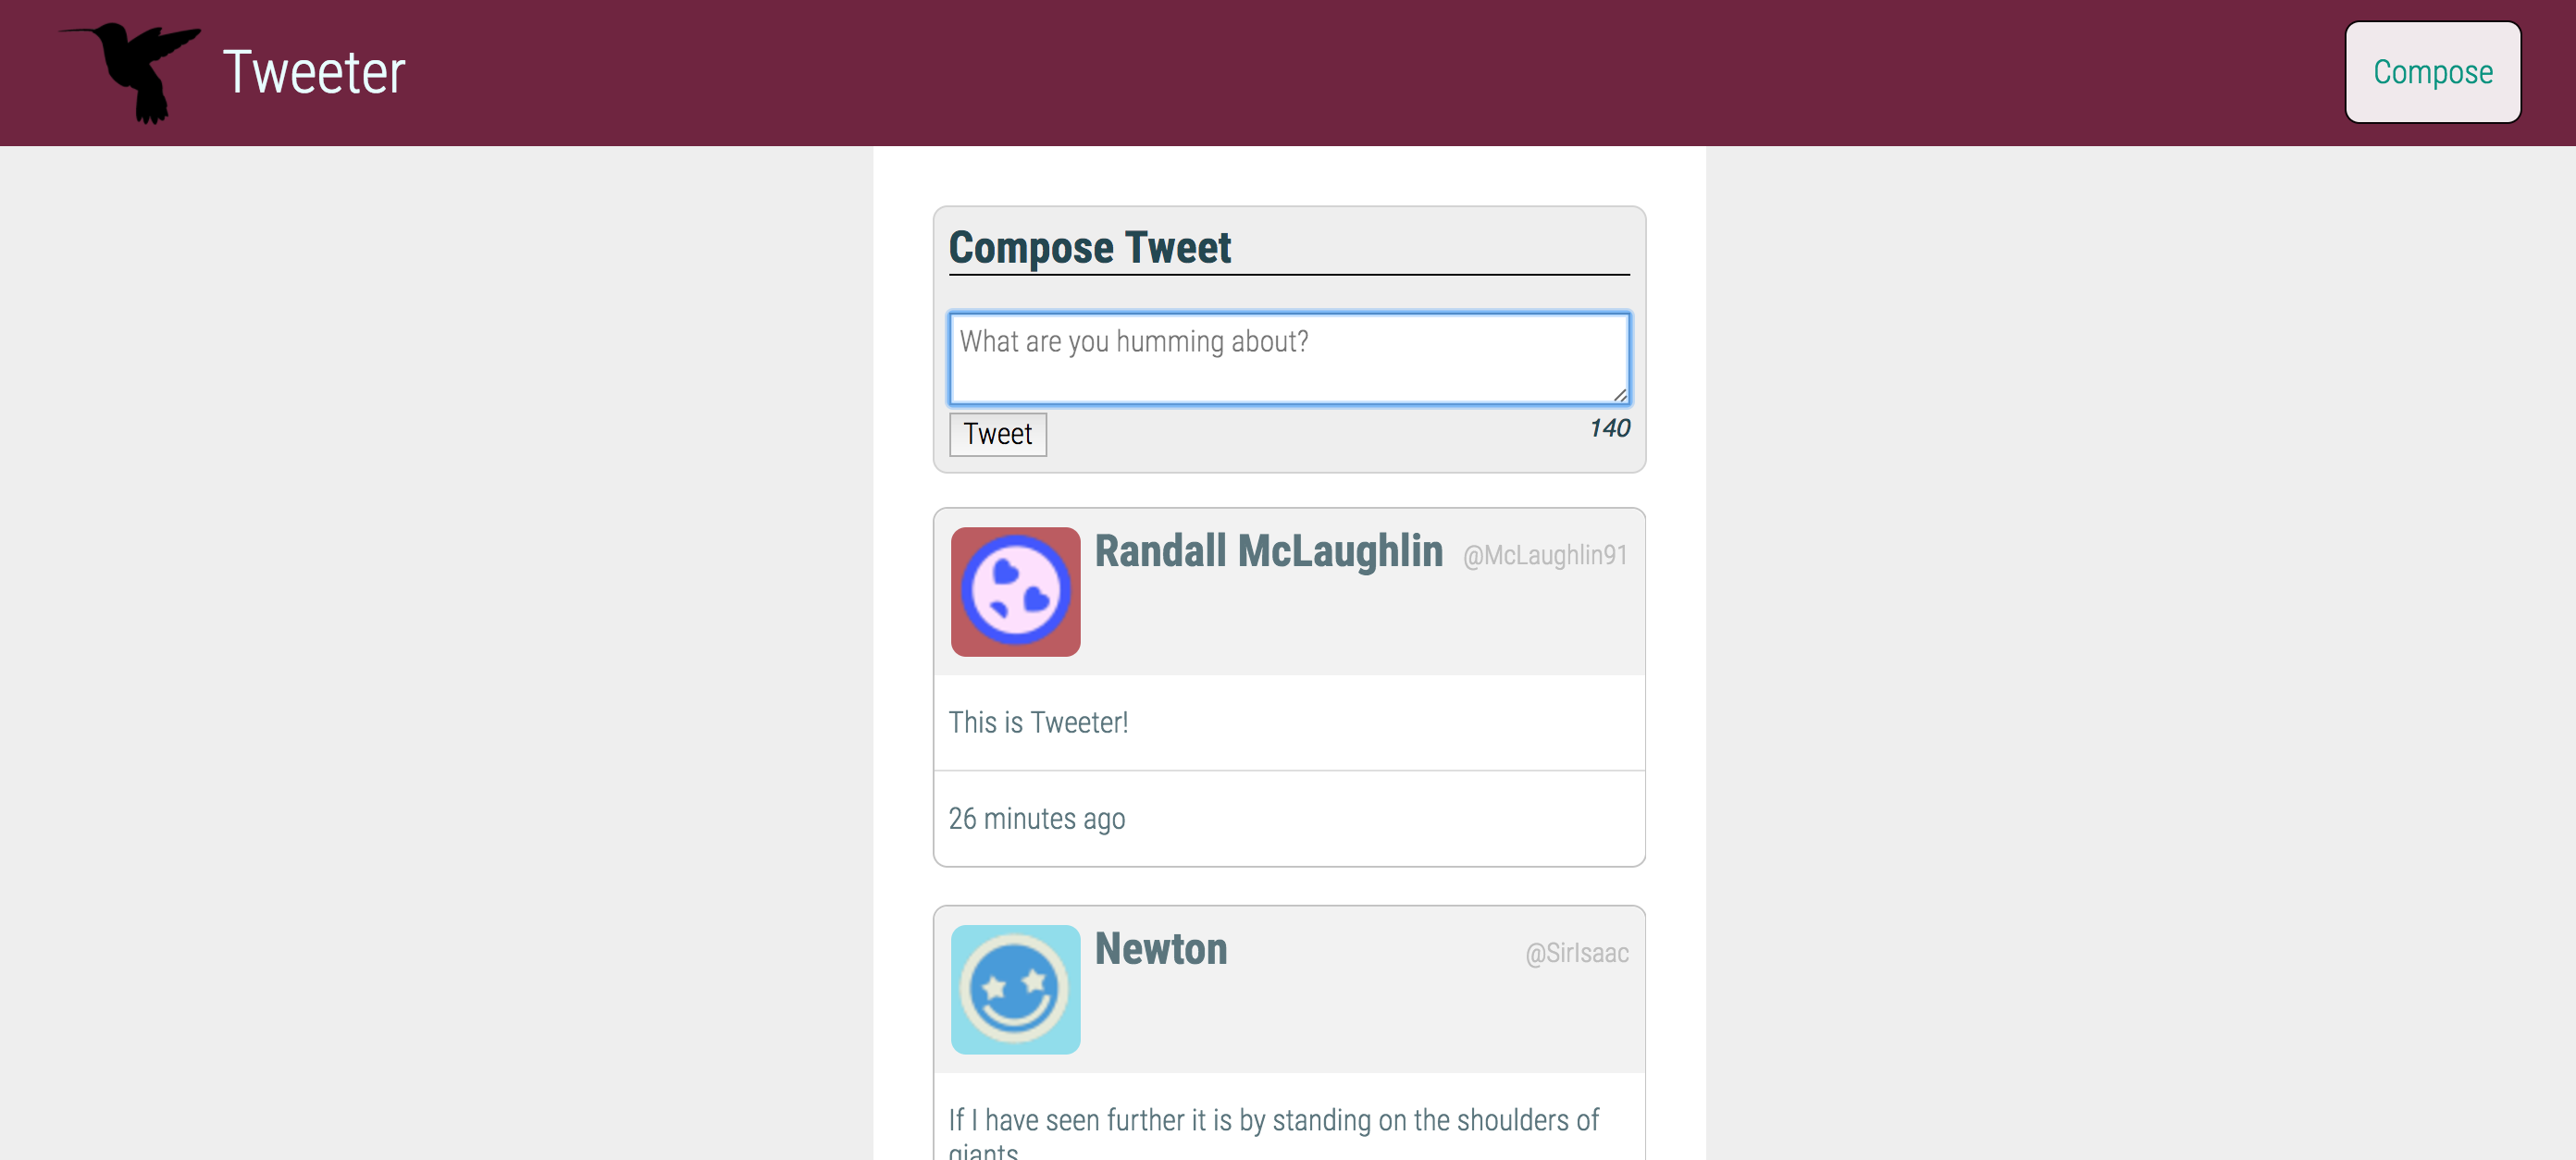 Tweeter
Compose
Compose Tweet
What are you humming about?
Tweet
140
Randall McLaughlin @McLaughlin91
This is Tweeter!
26 minutes ago
Newton @SirIsaac
If I have seen further it is by standing on the shoulders of
giants